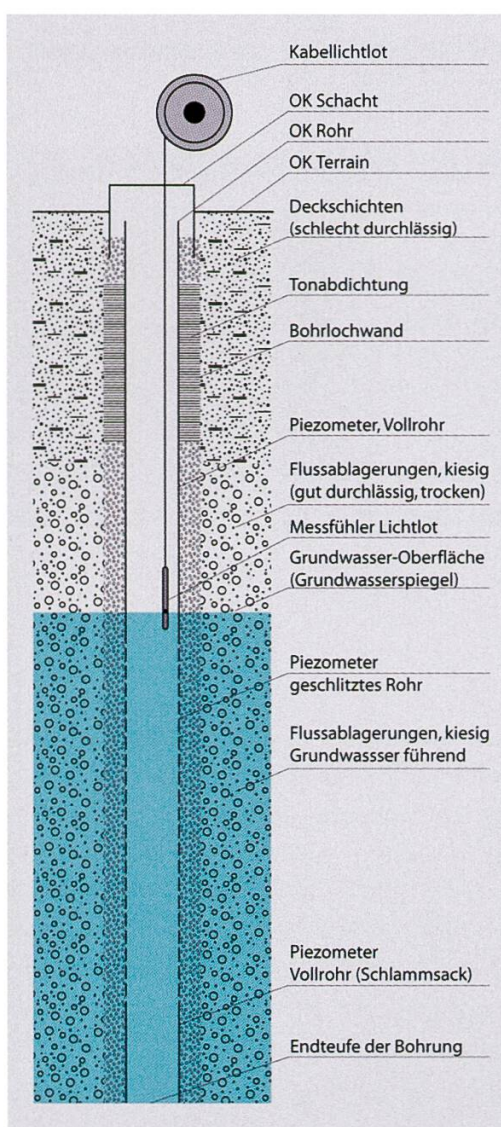 Kabellichtlot
OK Schacht
OK Rohr
OK Terrain
Deckschichten
(schlecht durchlässig)
Tonabdichtung
Bohrlochwand
Piezometer, Vollrohr
Flussablagerungen, kiesig
(gut durchlässig, trocken)
Messfühler Lichtlot
Grundwasser-Oberfläche
(Grundwasserspiegel)
Piezometer
geschlitztes Rohr
Flussablagerungen, kiesig
Grundwassser führend
Piezometer
Vollrohr (Schlammsack)
Endteufe der Bohrung